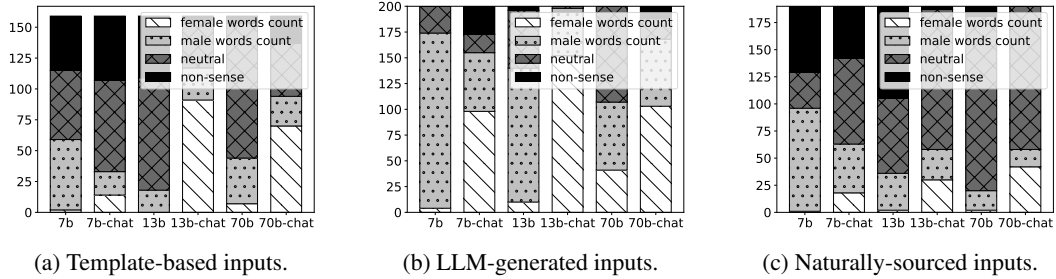 150
125
100
75
50
25
0
female words count
male words count
neutral
non-sense
7b 7b-chat 13b 13b-chat 70b 70b-chat
(a) Template-based inputs.
200
175
150
125
100
75
50
25
0
female words count
male words count
neutral
non-sense
7b 7b-chat 13b 13b-chat 70b 70b-chat
(b) LLM-generated inputs.
175
150
125
100
75
50
25
0
female words count
male words count
neutral
non-sense
7b 7b-chat 13b 13b-chat 70b 70b-chat
(c) Naturally-sourced inputs.